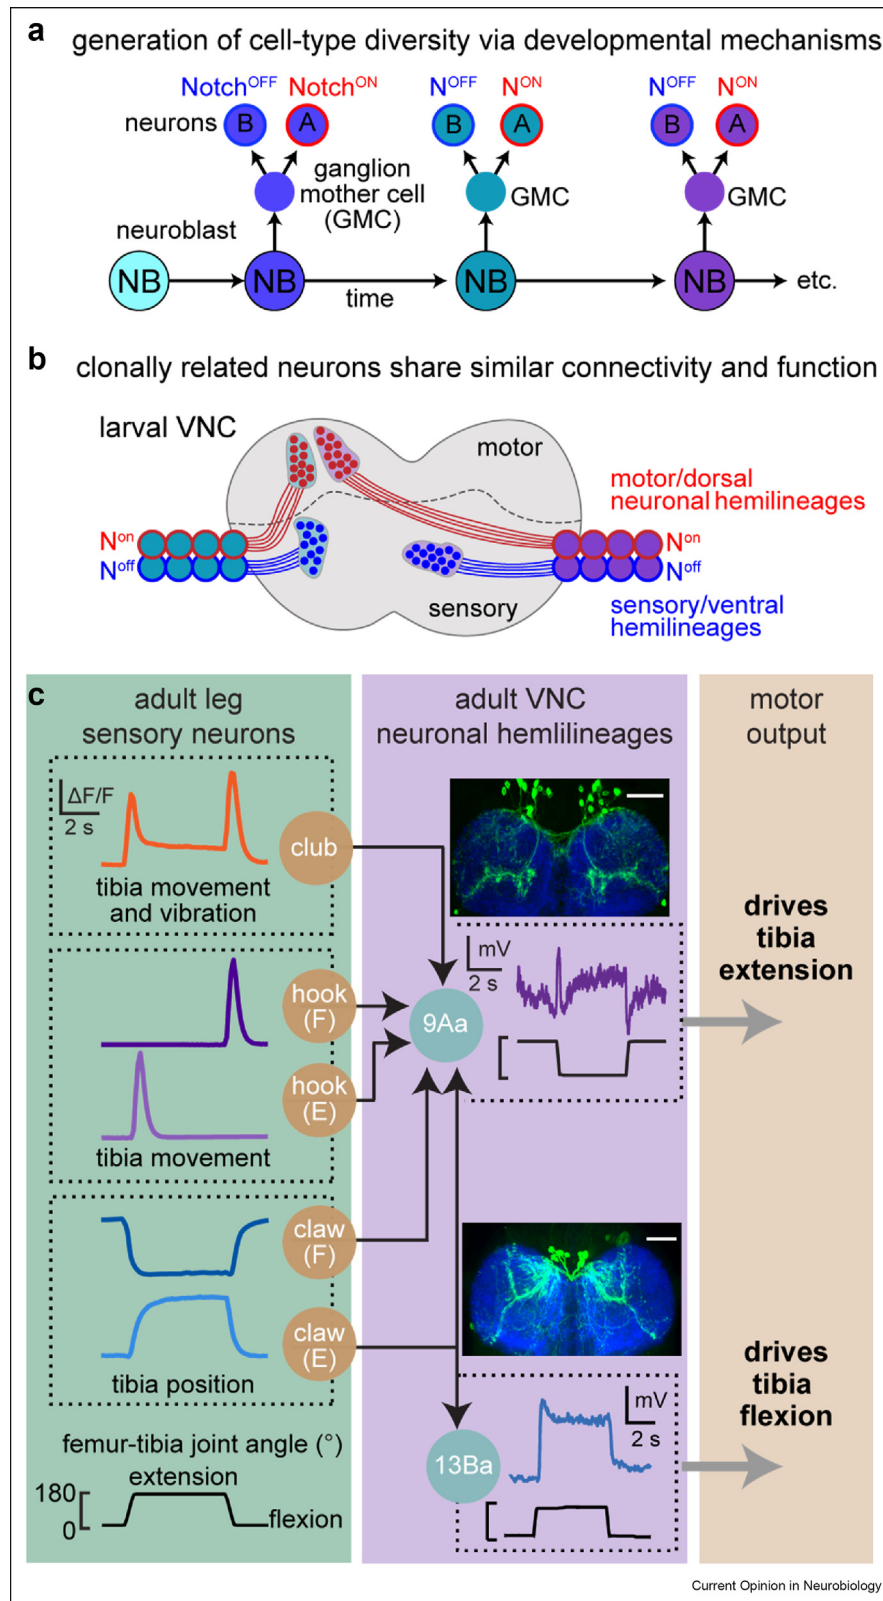 a generation of cell-type diversity via developmental mechanisms
NotchOFF NotchON NOFF NON NOFF NON
neurons B A B A B A
ganglion
mother cell
(GMC)
GMC
GMC
neuroblast
NB NB NB NB etc.
time
b clonally related neurons share similar connectivity and function
larval VNC
motor
motor/dorsal
neuronal hemilineages
Non Non
Noff Noff
sensory
sensory/ventral
hemilineages
c
adult leg
sensory neurons
adult VNC
neuronal hemlilineages
motor
output
ΔF/F
2 s
club
tibia movement
and vibration
hook
(F)
hook
(E)
tibia movement
claw
(F)
claw
(E)
tibia position
femur-tibia joint angle (°)
extension
180
0
flexion
mV
2 s
9Aa
drives
tibia
extension
13Ba
mV
2 s
drives
tibia
flexion
Current Opinion in Neurobiology